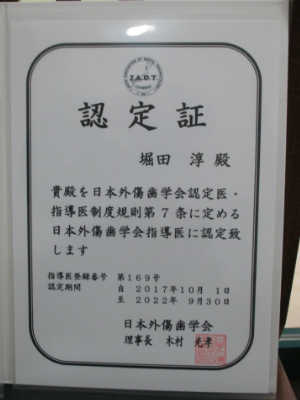 J.A.D.T.
認定証
堀田 淳 殿
貴殿を日本外傷歯学会認定医・
指導医制度規則第7条に定める
日本外傷歯学会指導医に認定致
します
指導医登録番号 第169号
認定期間 自 2017年10月 1日
至 2022年 9月30日
日本外傷歯学会
理事長 木村 光孝